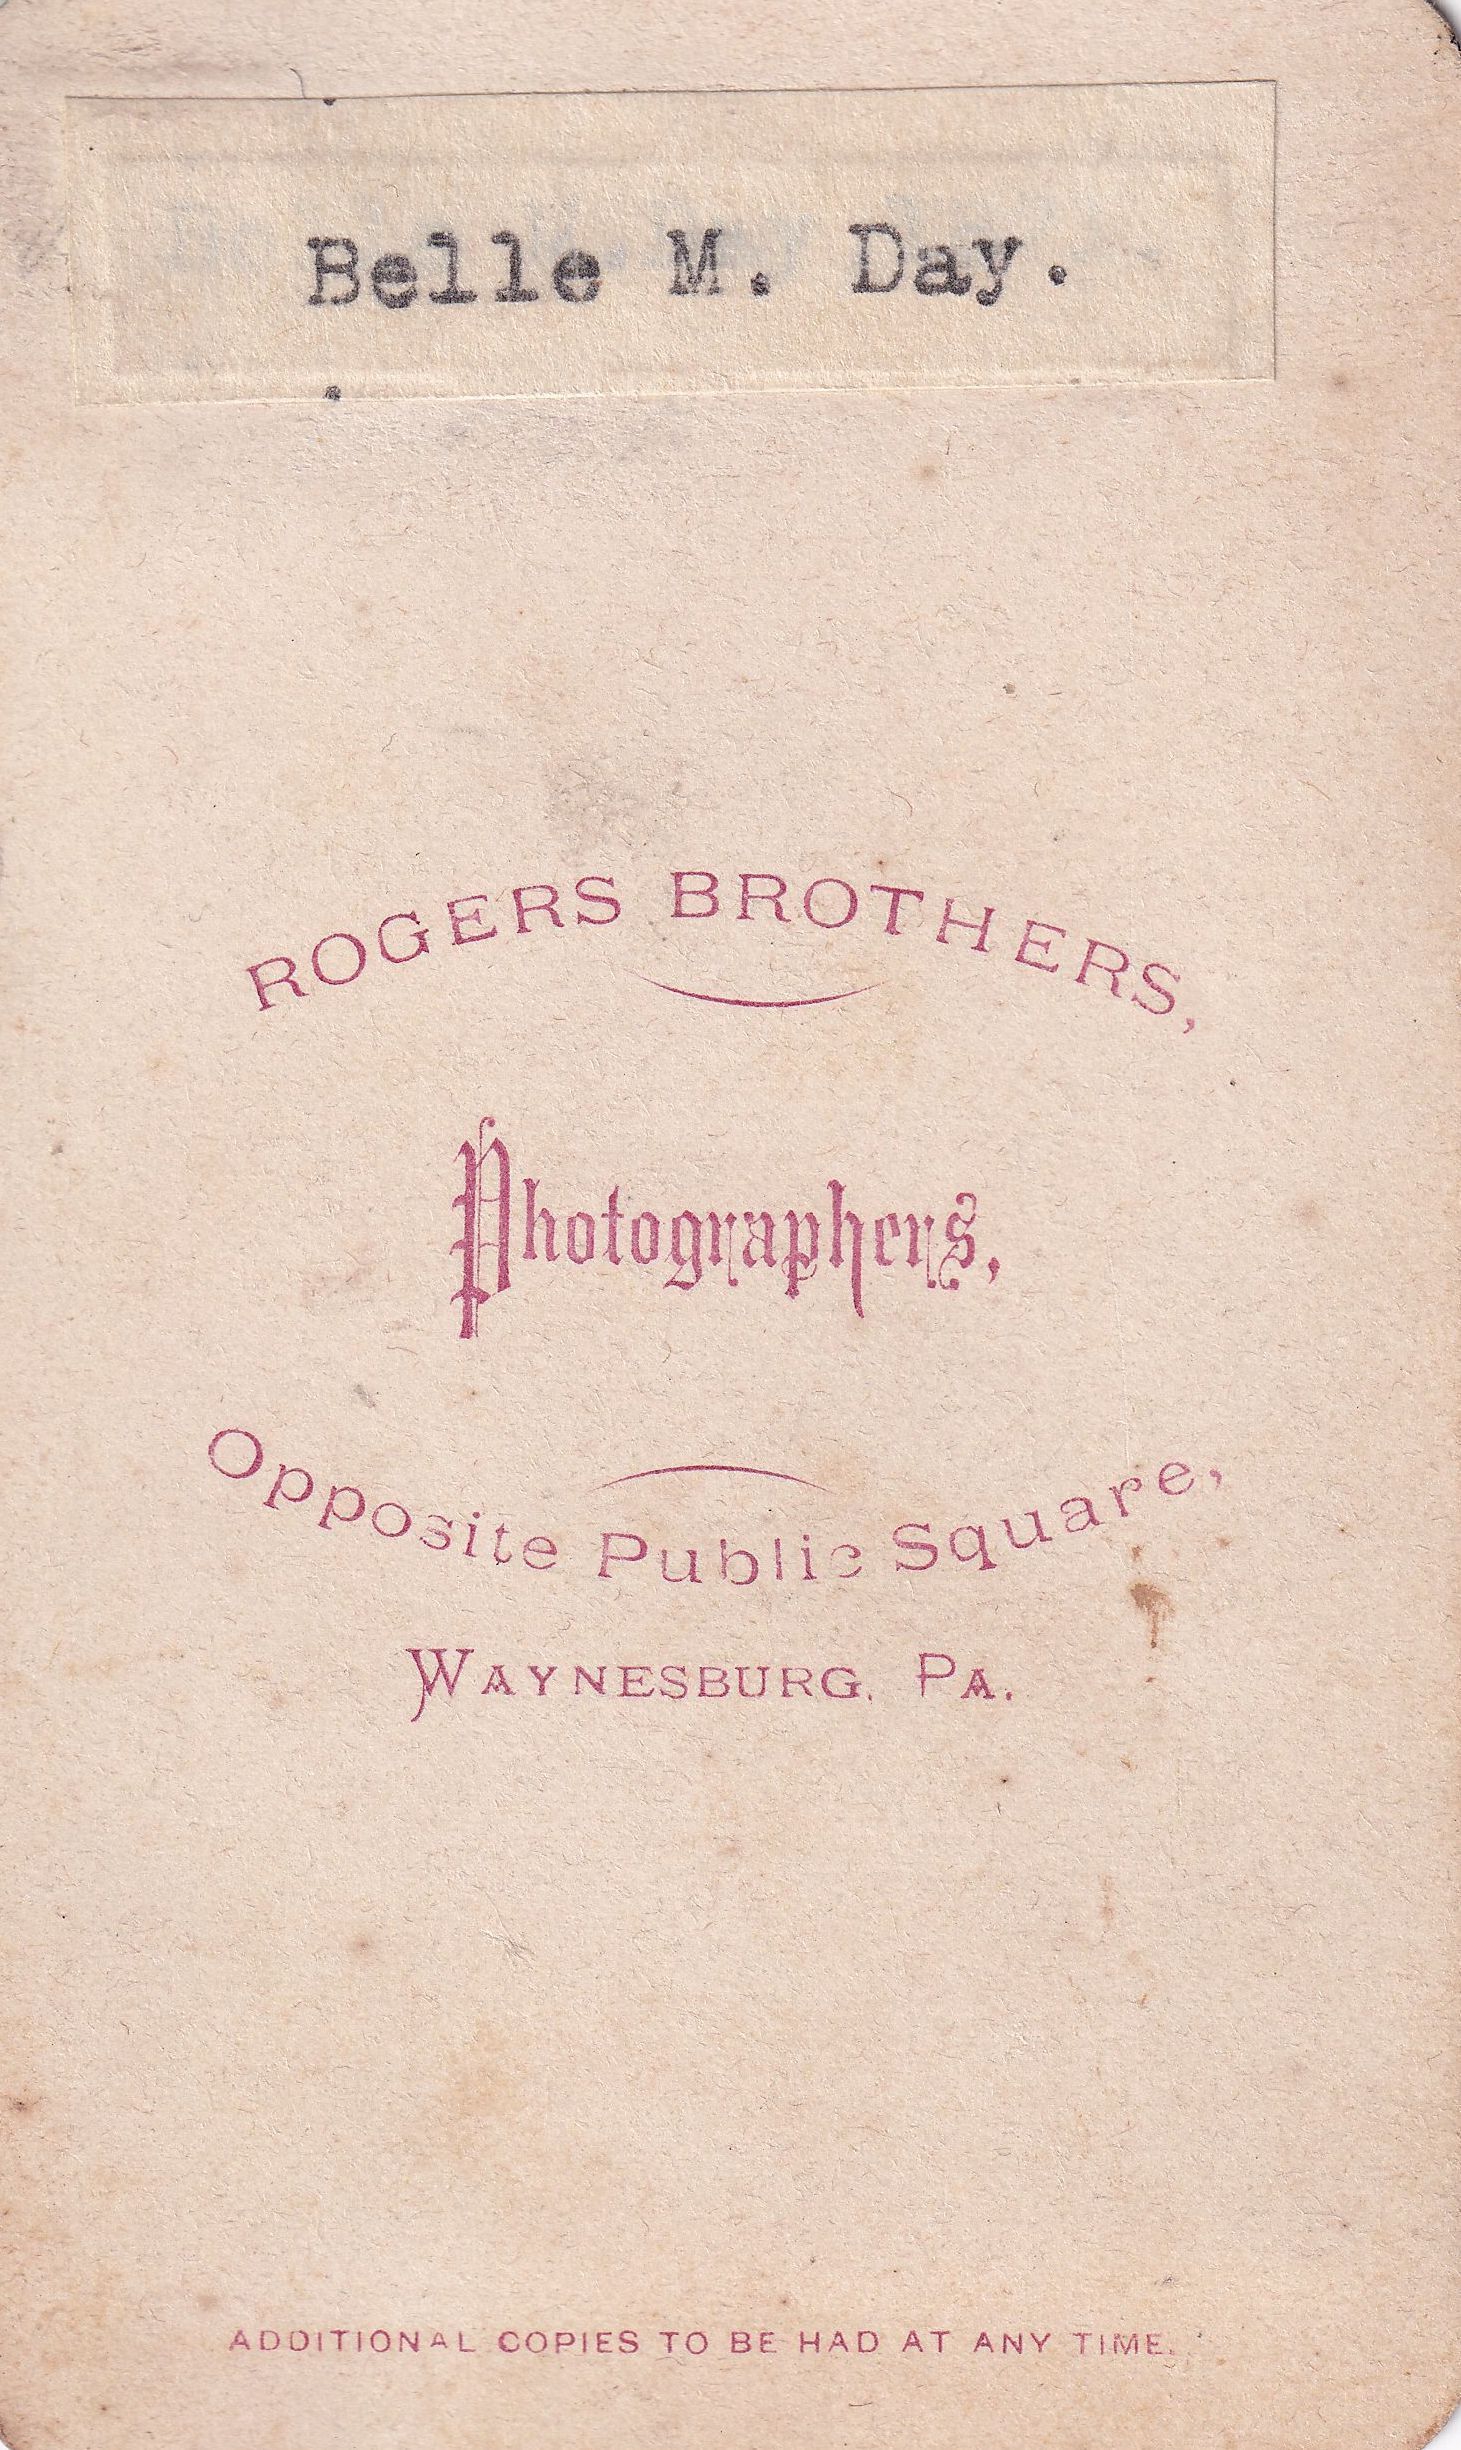 Belle M. Day.
ROGERS BROTHERS,
Photographers,
Opposite Public Square,
WAYNESBURG, PA.
ADDITIONAL COPIES TO BE HAD AT ANY TIME.